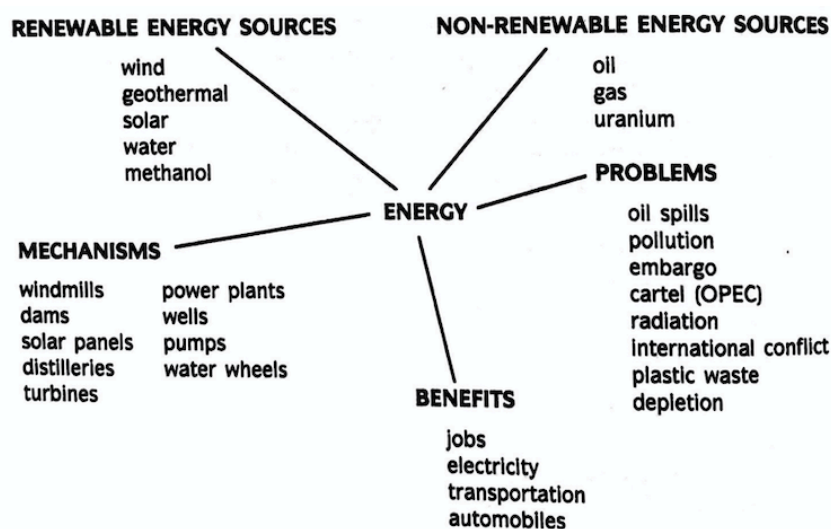 RENEWABLE ENERGY SOURCES
wind
geothermal
solar
water
methanol
NON-RENEWABLE ENERGY SOURCES
oil
gas
uranium
ENERGY
PROBLEMS
oil spills
pollution
embargo
cartel (OPEC)
radiation
international conflict
plastic waste
depletion
MECHANISMS
windmills
dams
solar panels
distilleries
turbines
power plants
wells
pumps
water wheels
BENEFITS
jobs
electricity
transportation
automobiles